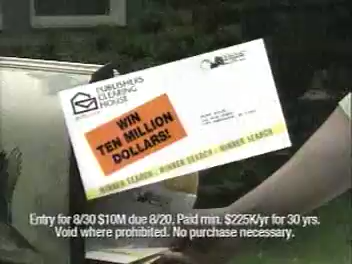 PUBLISHERS
CLEARING
HOUSE
WIN
TEN MILLION
DOLLARS!
WINNER SEARCH • WINNER SEARCH • WINNER SEARCH
Entry for 8/30 $10M due 8/20. Paid min. $225K/yr for 30 yrs.
Void where prohibited. No purchase necessary.